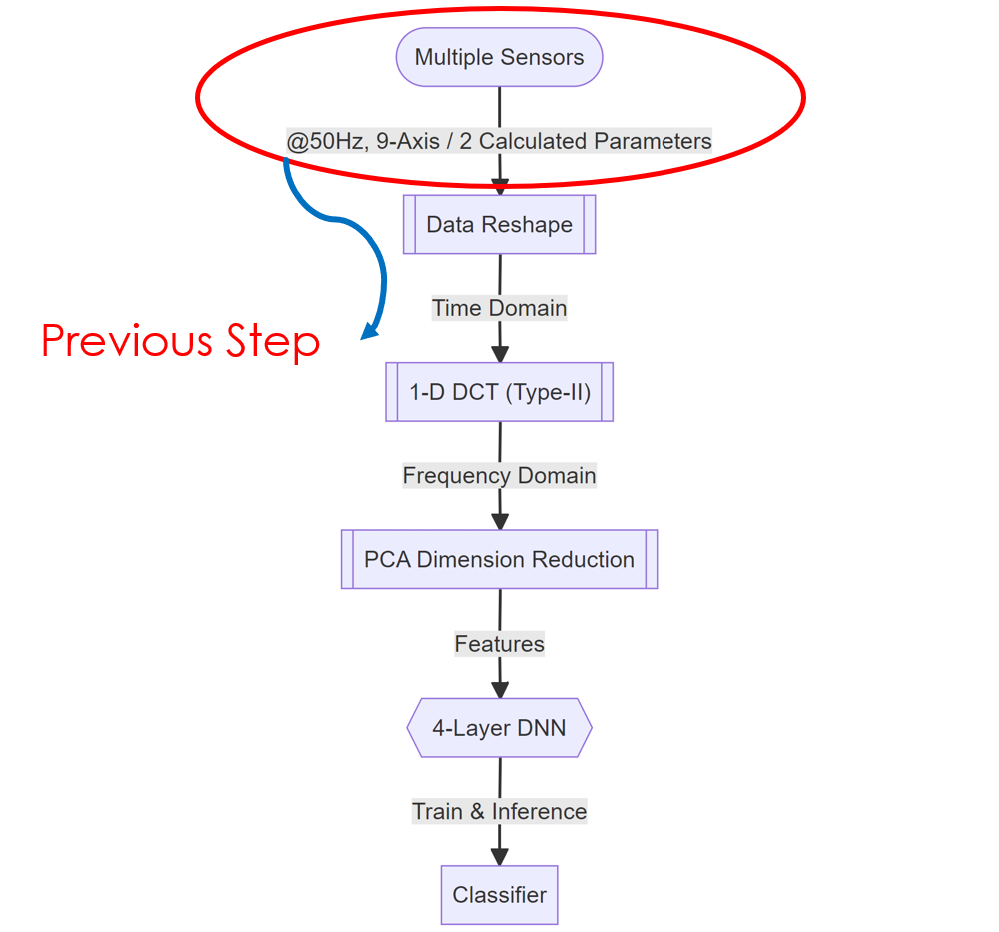 Multiple Sensors
@50Hz, 9-Axis / 2 Calculated Parameters
Data Reshape
Time Domain
Previous Step
1-D DCT (Type-II)
Frequency Domain
PCA Dimension Reduction
Features
4-Layer DNN
Train & Inference
Classifier